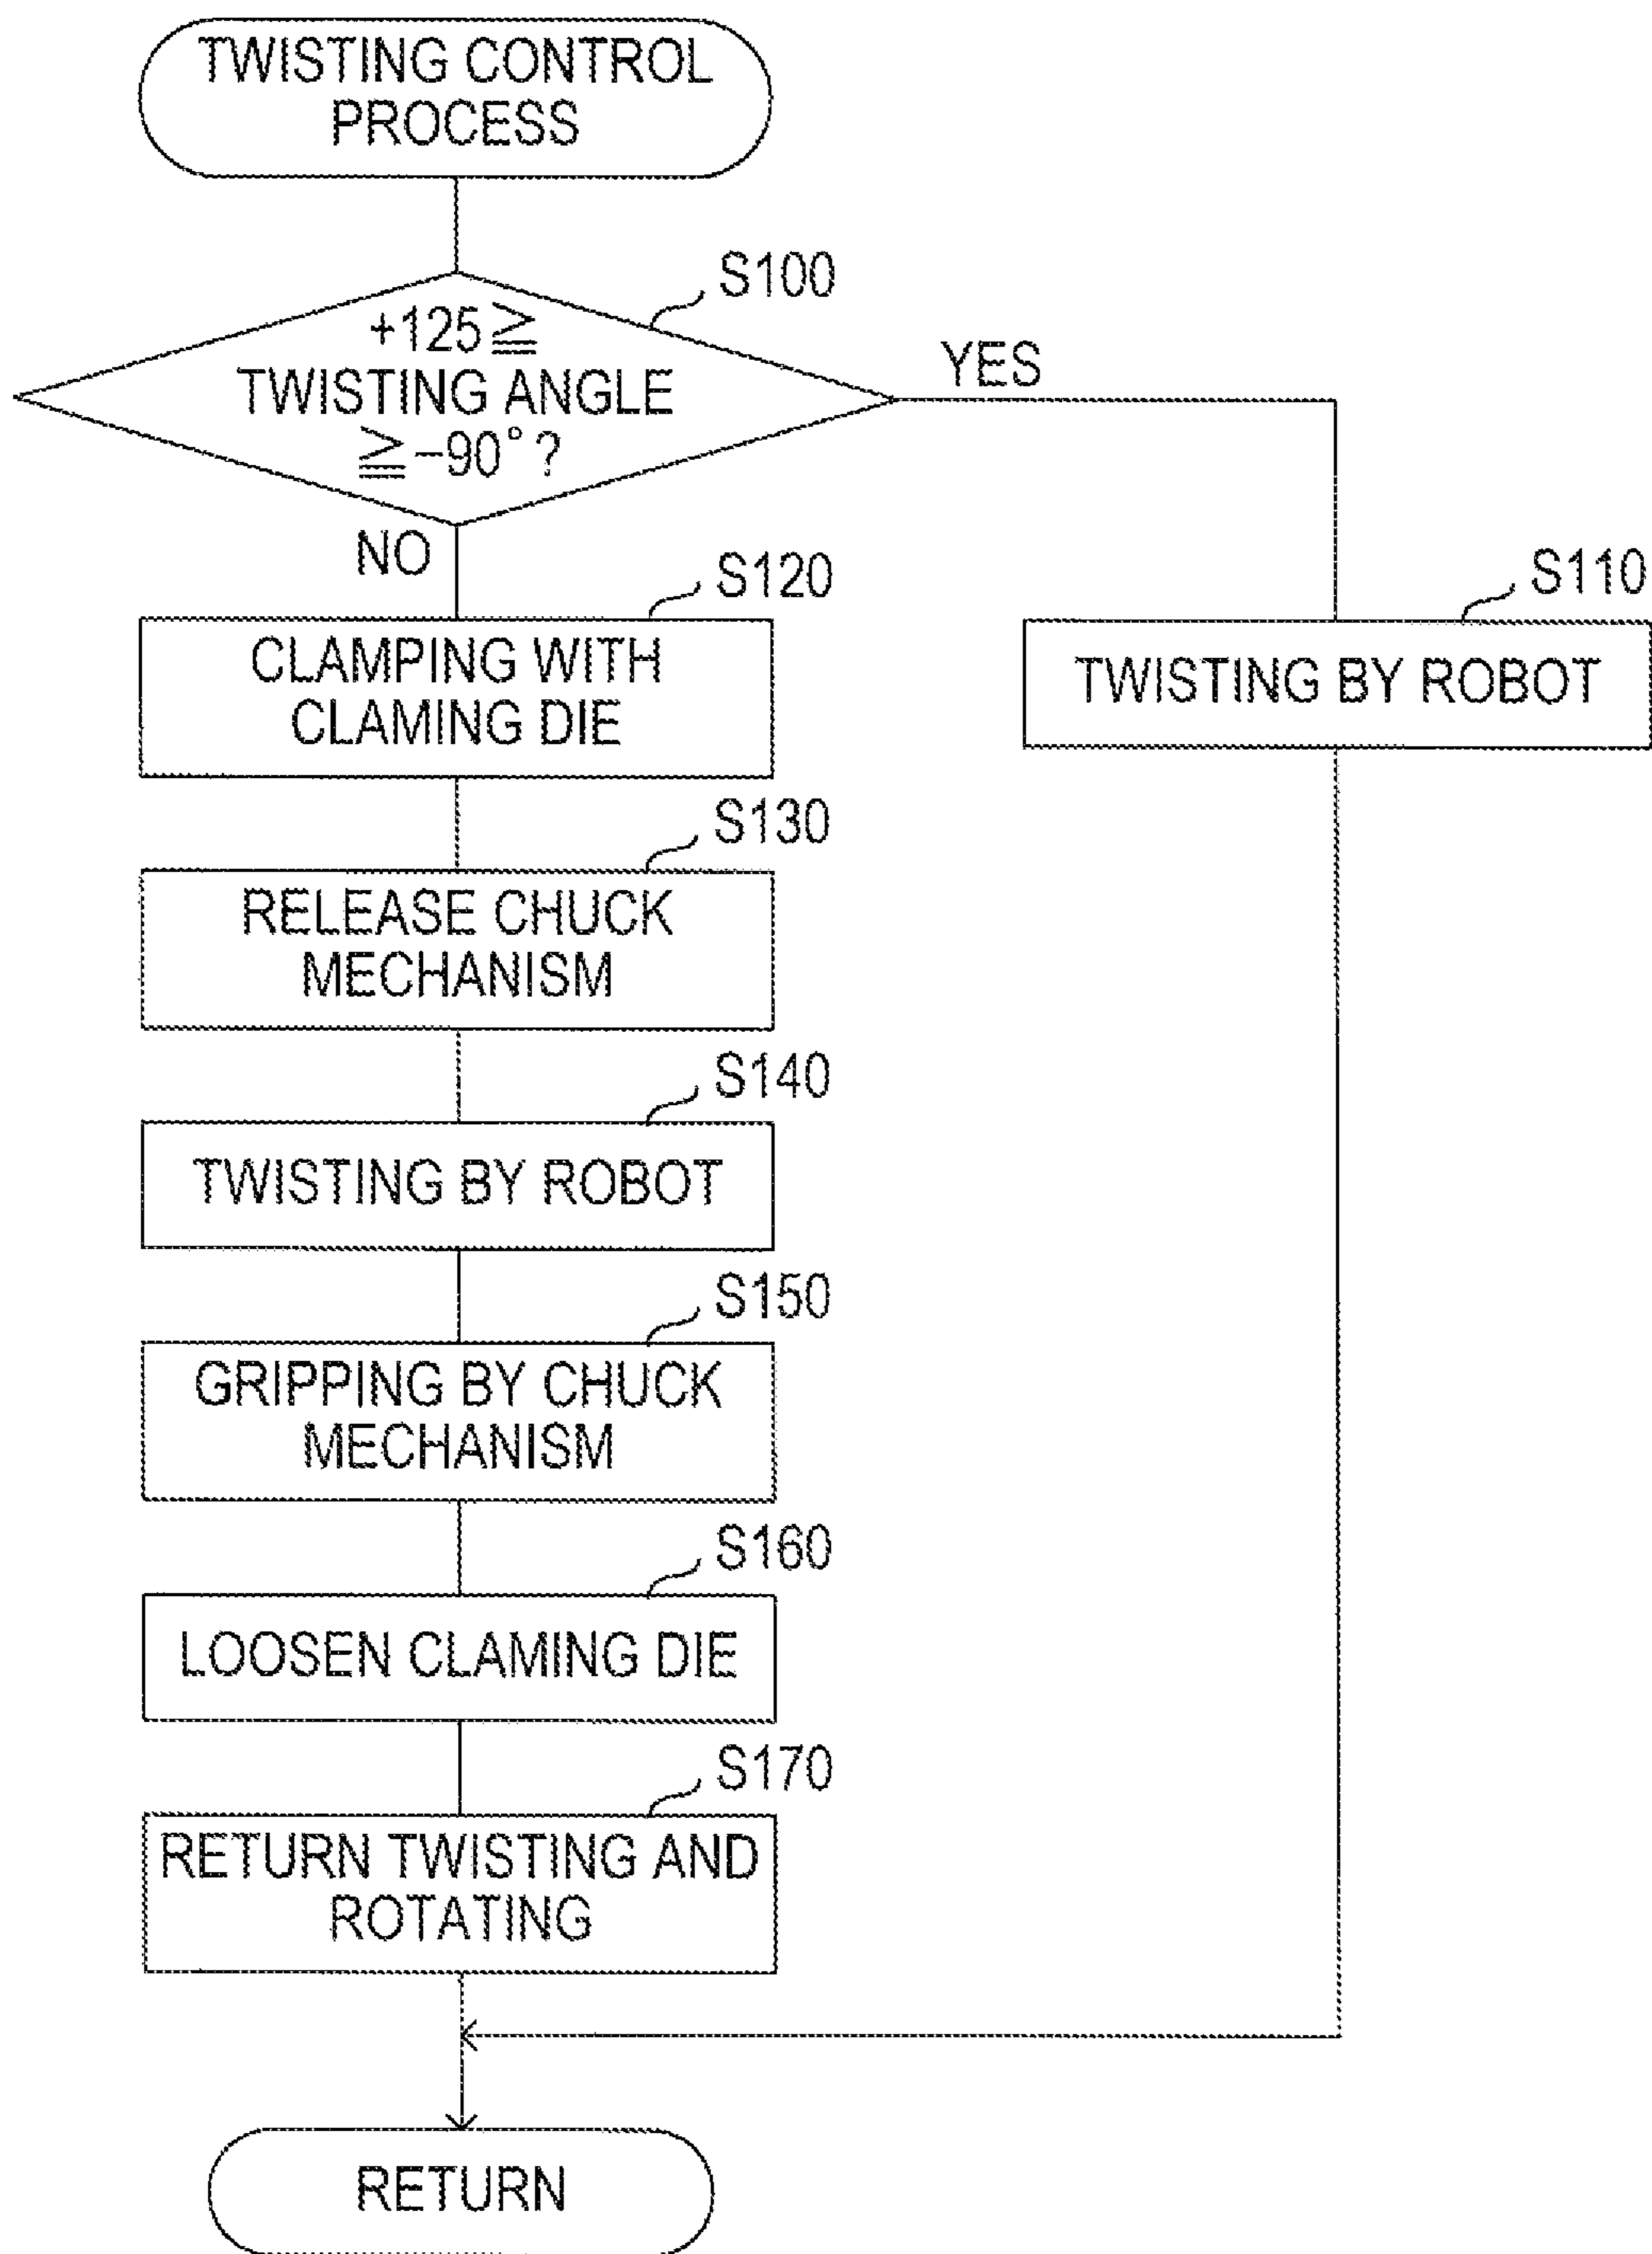 TWISTING CONTROL
PROCESS
S100
+125≧
TWISTING ANGLE
≧−90°?
YES
NO
S120
CLAMPING WITH
CLAMING DIE
S110
TWISTING BY ROBOT
S130
RELEASE CHUCK
MECHANISM
S140
TWISTING BY ROBOT
S150
GRIPPING BY CHUCK
MECHANISM
S160
LOOSEN CLAMING DIE
S170
RETURN TWISTING AND
ROTATING
RETURN